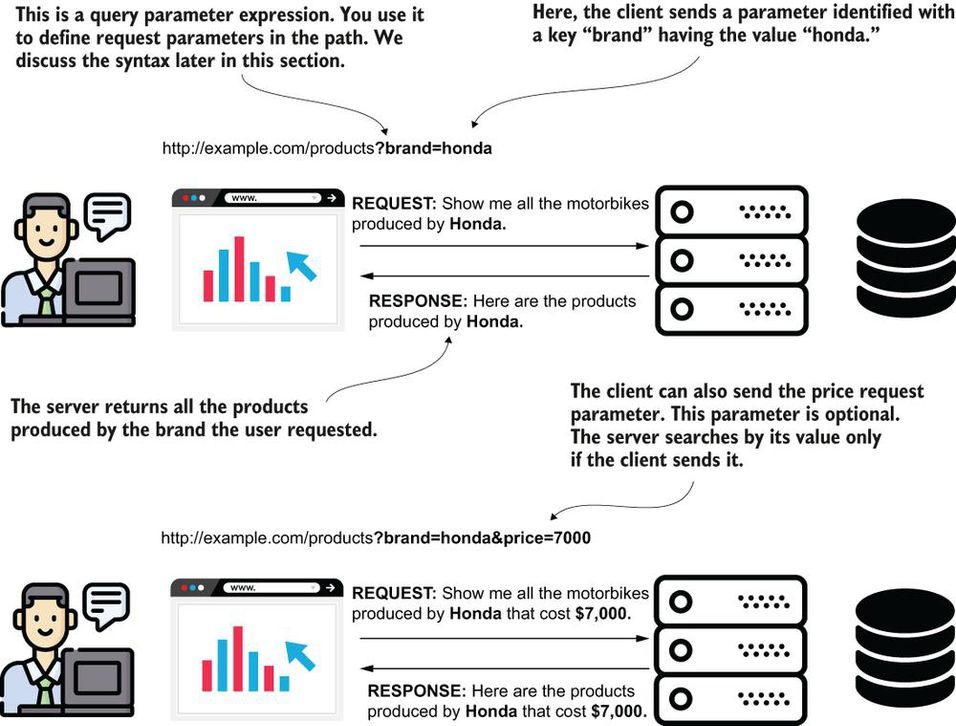 This is a query parameter expression. You use it
to define request parameters in the path. We
discuss the syntax later in this section.
Here, the client sends a parameter identified with
a key “brand” having the value “honda.”
http://example.com/products?brand=honda
www.
REQUEST: Show me all the motorbikes
produced by Honda.
RESPONSE: Here are the products
produced by Honda.
The server returns all the products
produced by the brand the user requested.
The client can also send the price request
parameter. This parameter is optional.
The server searches by its value only
if the client sends it.
http://example.com/products?brand=honda&price=7000
www.
REQUEST: Show me all the motorbikes
produced by Honda that cost $7,000.
RESPONSE: Here are the products
produced by Honda that cost $7,000.